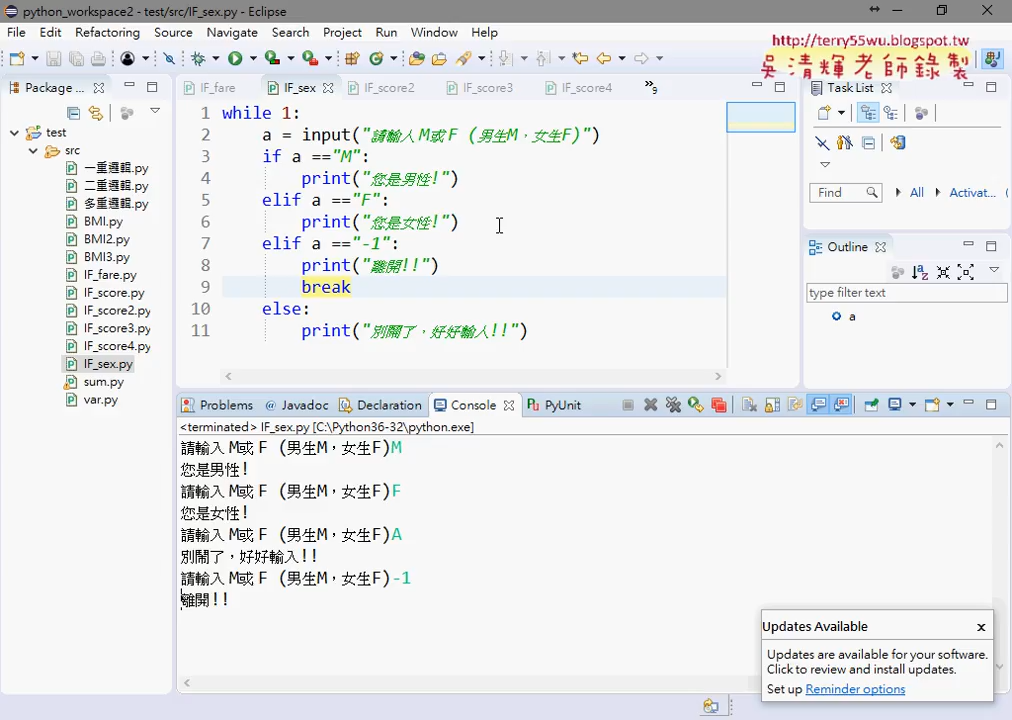 python_workspace2 - test/src/IF_sex.py - Eclipse
File Edit Refactoring Source Navigate Search Project Run Window Help
http://terry55wu.blogspot.tw
吳清輝老師錄製
Package ...
IF_fare IF_sex IF_score2 IF_score3 IF_score4 »9
Task List
test
src
一重邏輯.py
二重邏輯.py
多重邏輯.py
BMI.py
BMI2.py
BMI3.py
IF_fare.py
IF_score.py
IF_score2.py
IF_score3.py
IF_score4.py
IF_sex.py
sum.py
var.py
1 while 1:
2 a = input("請輸入M或F (男生M，女生F)")
3 if a =="M":
4 print("您是男性!")
5 elif a =="F":
6 print("您是女性!")
7 elif a =="-1":
8 print("離開!!")
9 break
10 else:
11 print("別鬧了，好好輸入!!")
Find All Activat...
Outline
type filter text
a
Problems Javadoc Declaration Console PyUnit
<terminated> IF_sex.py [C:\Python36-32\python.exe]
請輸入M或F (男生M，女生F)M
您是男性!
請輸入M或F (男生M，女生F)F
您是女性!
請輸入M或F (男生M，女生F)A
別鬧了，好好輸入!!
請輸入M或F (男生M，女生F)-1
離開!!
Updates Available x
Updates are available for your software.
Click to review and install updates.
Set up Reminder options